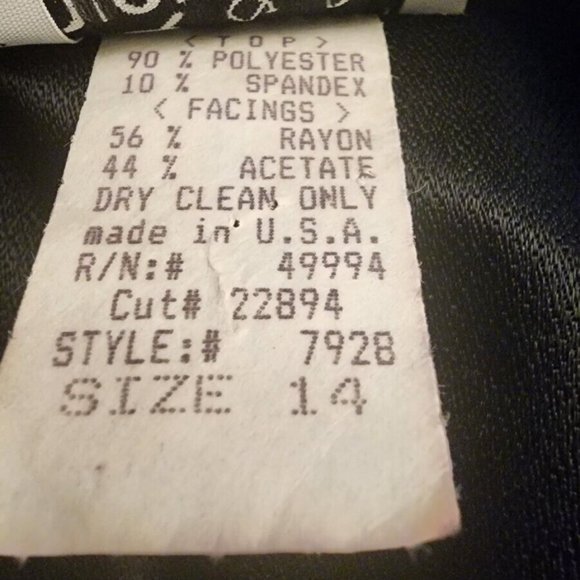 < TOP >
90 % POLYESTER
10 % SPANDEX
< FACINGS >
56 % RAYON
44 % ACETATE
DRY CLEAN ONLY
made in U.S.A.
R/N:# 49994
Cut# 22894
STYLE:# 7928
SIZE 14